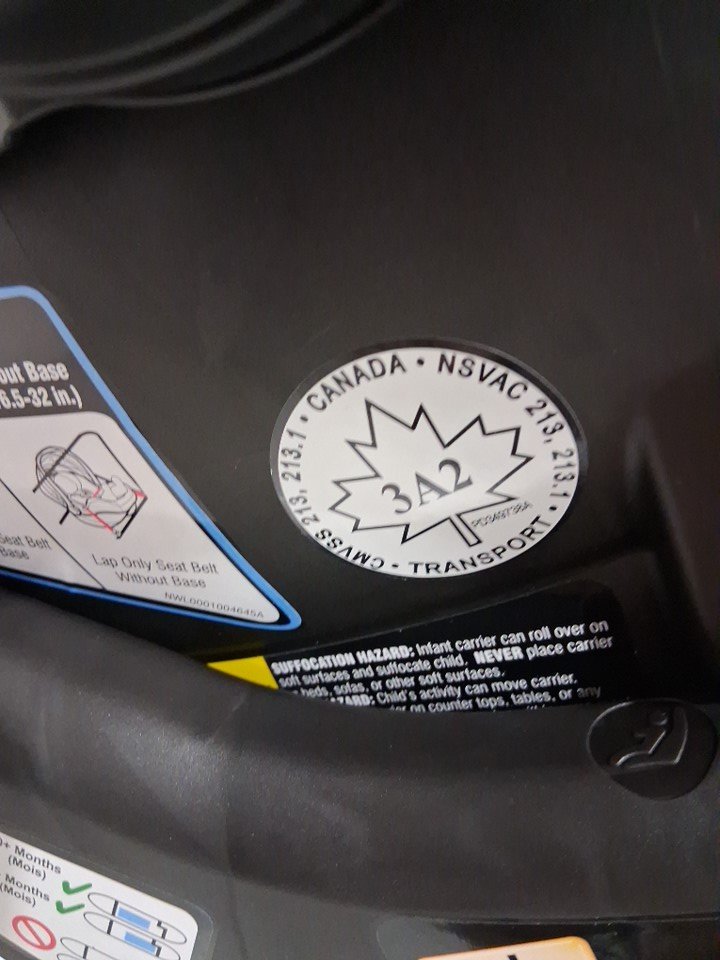 out Base
6.5-32 in.)
CANADA • NSVAC 213, 213.1 • TRANSPORT • CMVSS 213, 213.1 •
3A2
Seat Belt
Base
Lap Only Seat Belt
Without Base
NWL0001004645A
SUFFOCATION HAZARD: Infant carrier can roll over on
soft surfaces and suffocate child. NEVER place carrier
beds, sofas, or other soft surfaces.
Child's activity can move carrier.
on counter tops, tables, or any
+ Months
(Mois)
Months
(Mois)